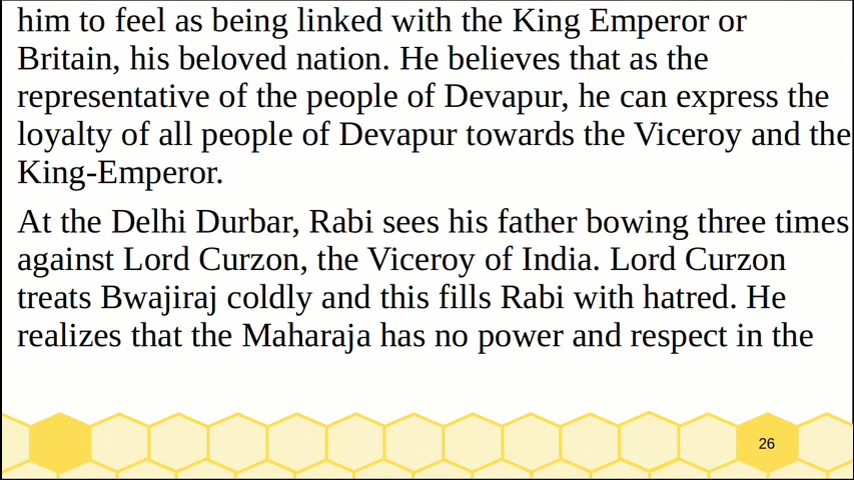 him to feel as being linked with the King Emperor or
Britain, his beloved nation. He believes that as the
representative of the people of Devapur, he can express the
loyalty of all people of Devapur towards the Viceroy and the
King-Emperor.
At the Delhi Durbar, Rabi sees his father bowing three times
against Lord Curzon, the Viceroy of India. Lord Curzon
treats Bwajiraj coldly and this fills Rabi with hatred. He
realizes that the Maharaja has no power and respect in the
26